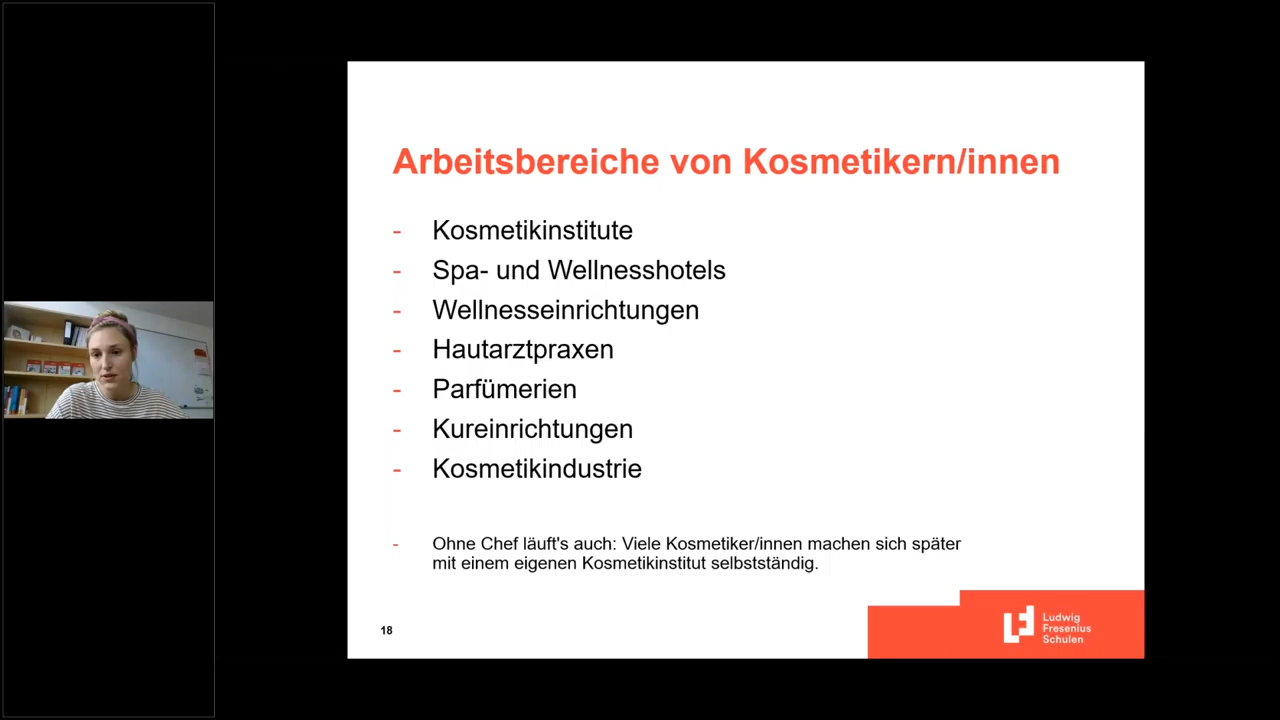 Arbeitsbereiche von Kosmetikern/innen
- Kosmetikinstitute
- Spa- und Wellnesshotels
- Wellnesseinrichtungen
- Hautarztpraxen
- Parfümerien
- Kureinrichtungen
- Kosmetikindustrie
- Ohne Chef läuft's auch: Viele Kosmetiker/innen machen sich später
mit einem eigenen Kosmetikinstitut selbstständig.
18
Ludwig
Fresenius
Schulen